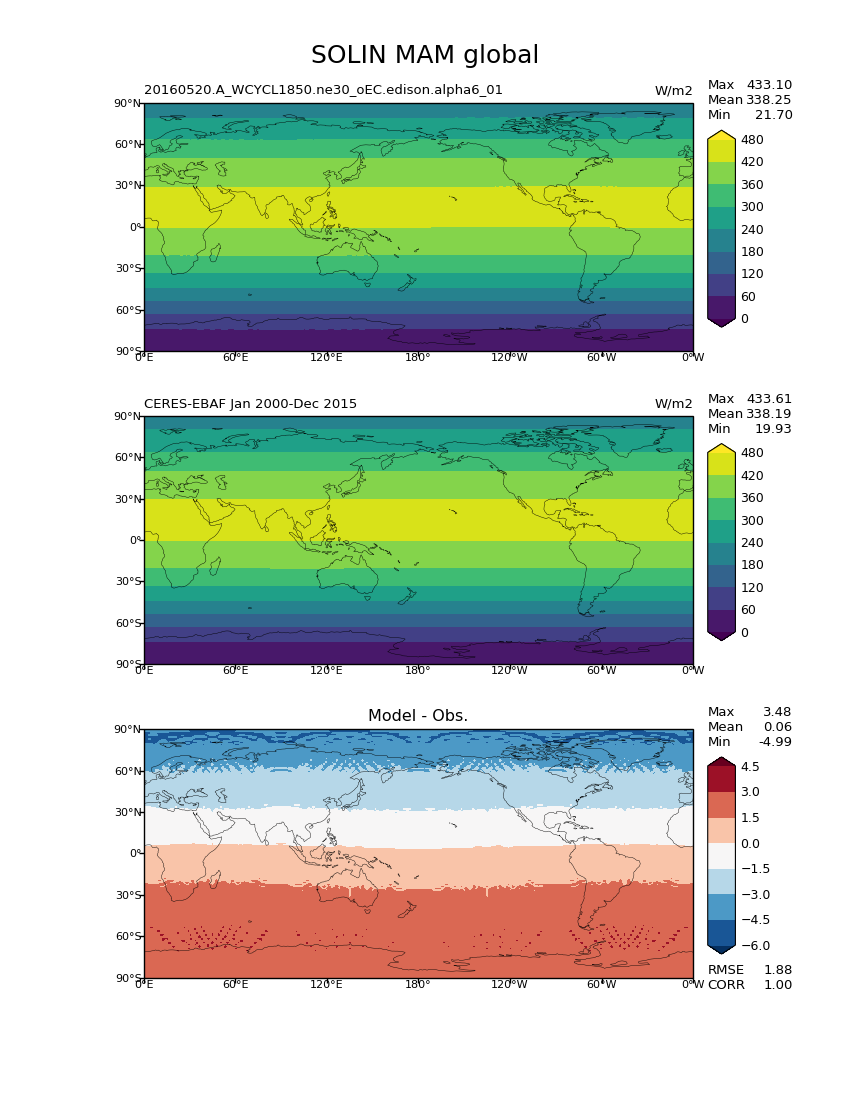 SOLIN MAM global
20160520.A_WCYCL1850.ne30_oEC.edison.alpha6_01 W/m2
Max 433.10
Mean 338.25
Min 21.70
90°N
60°N
30°N
0°
30°S
60°S
90°S
0°E 60°E 120°E 180° 120°W 60°W 0°W
480
420
360
300
240
180
120
60
0
CERES-EBAF Jan 2000-Dec 2015 W/m2
Max 433.61
Mean 338.19
Min 19.93
90°N
60°N
30°N
0°
30°S
60°S
90°S
0°E 60°E 120°E 180° 120°W 60°W 0°W
480
420
360
300
240
180
120
60
0
Model - Obs.
Max 3.48
Mean 0.06
Min -4.99
90°N
60°N
30°N
0°
30°S
60°S
90°S
0°E 60°E 120°E 180° 120°W 60°W 0°W
4.5
3.0
1.5
0.0
−1.5
−3.0
−4.5
−6.0
RMSE 1.88
CORR 1.00